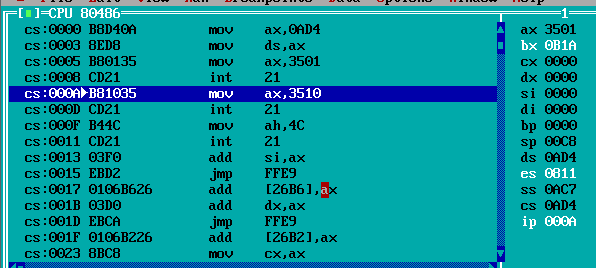 [■]=CPU 80486 1
cs:0000 B8D40A mov ax,0AD4 ax 3501
cs:0003 8ED8 mov ds,ax bx 0B1A
cs:0005 B80135 mov ax,3501 cx 0000
cs:0008 CD21 int 21 dx 0000
cs:000A►B81035 mov ax,3510 si 0000
cs:000D CD21 int 21 di 0000
cs:000F B44C mov ah,4C bp 0000
cs:0011 CD21 int 21 sp 00C8
cs:0013 03F0 add si,ax ds 0AD4
cs:0015 EBD2 jmp FFE9 es 0811
cs:0017 0106B626 add [26B6],ax ss 0AC7
cs:001B 03D0 add dx,ax cs 0AD4
cs:001D EBCA jmp FFE9 ip 000A
cs:001F 0106B226 add [26B2],ax
cs:0023 8BC8 mov cx,ax